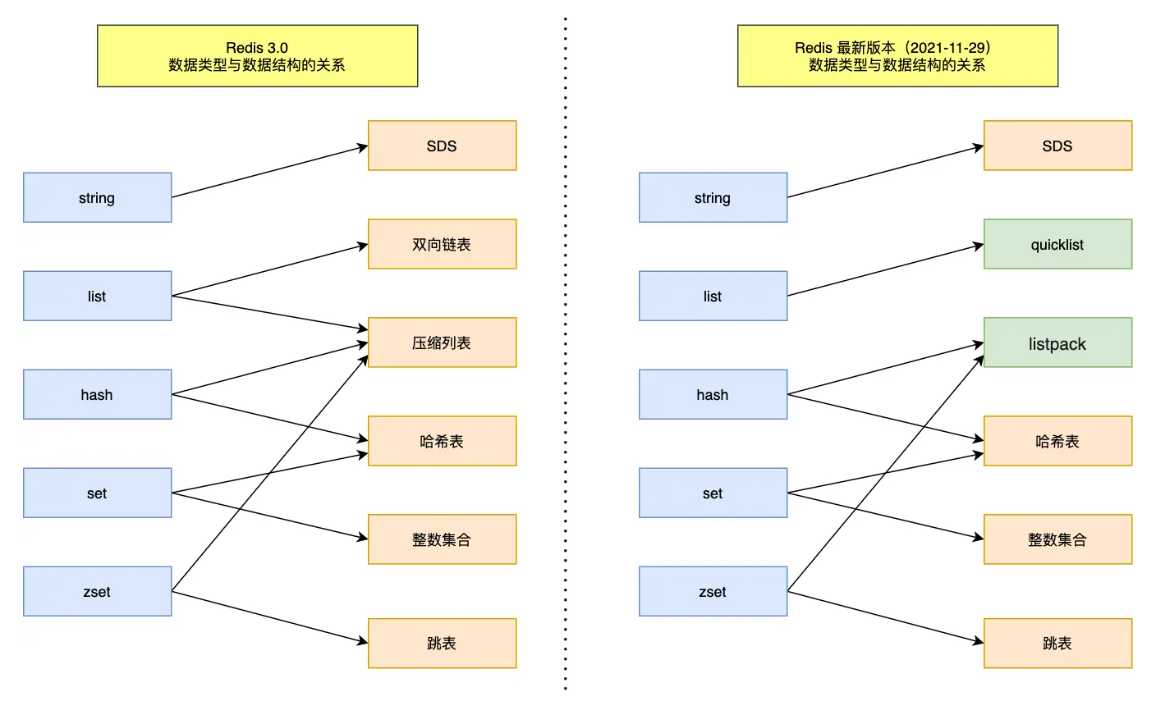 Redis 3.0
数据类型与数据结构的关系
string
list
hash
set
zset
SDS
双向链表
压缩列表
哈希表
整数集合
跳表
Redis 最新版本（2021-11-29）
数据类型与数据结构的关系
string
list
hash
set
zset
SDS
quicklist
listpack
哈希表
整数集合
跳表